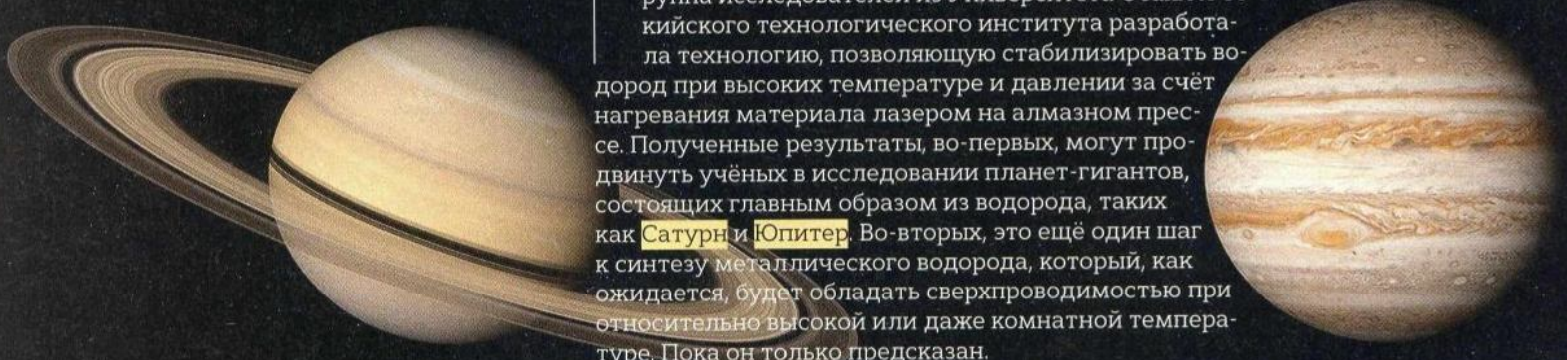 кийского технологического института разработа-
ла технологию, позволяющую стабилизировать во-
дород при высоких температуре и давлении за счёт
нагревания материала лазером на алмазном прес-
се. Полученные результаты, во-первых, могут про-
двинуть учёных в исследовании планет-гигантов,
состоящих главным образом из водорода, таких
как Сатурн и Юпитер. Во-вторых, это ещё один шаг
к синтезу металлического водорода, который, как
ожидается, будет обладать сверхпроводимостью при
относительно высокой или даже комнатной темпера-
туре. Пока он только предсказан.